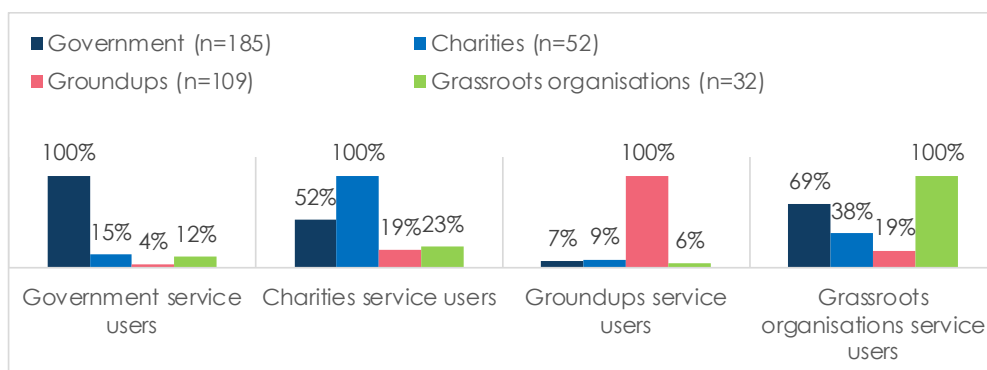 Government (n=185)
Charities (n=52)
Groundups (n=109)
Grassroots organisations (n=32)
100%
15%
4%
12%
52%
100%
19%
23%
7%
9%
100%
6%
69%
38%
19%
100%
Government service
users
Charities service users
Groundups service
users
Grassroots
organisations service
users